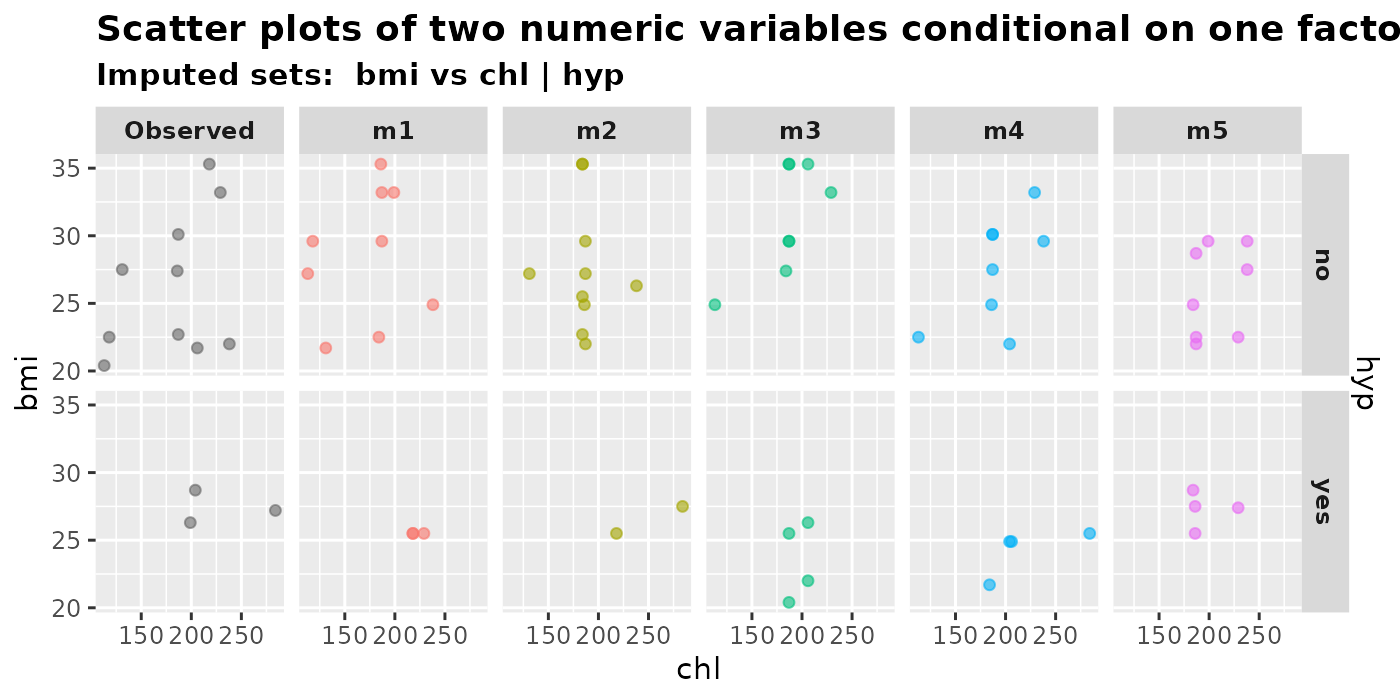 Scatter plots of two numeric variables conditional on one facto
Imputed sets:  bmi vs chl | hyp
Observed m1 m2 m3 m4 m5
35
30
25
20
no
bmi
hyp
35
30
25
20
yes
150 200 250 150 200 250 150 200 250 150 200 250 150 200 250 150 200 250
chl